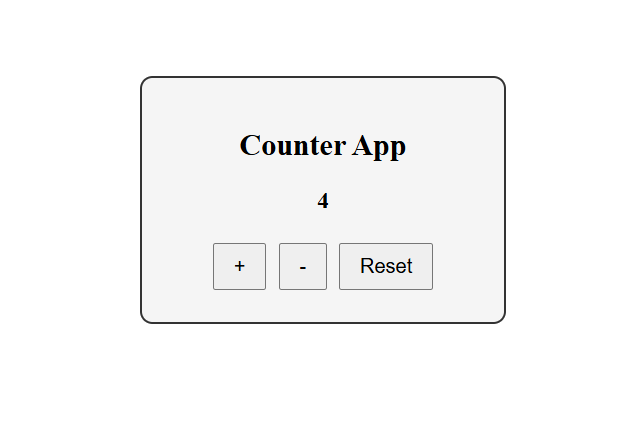 Counter App
4
+ - Reset